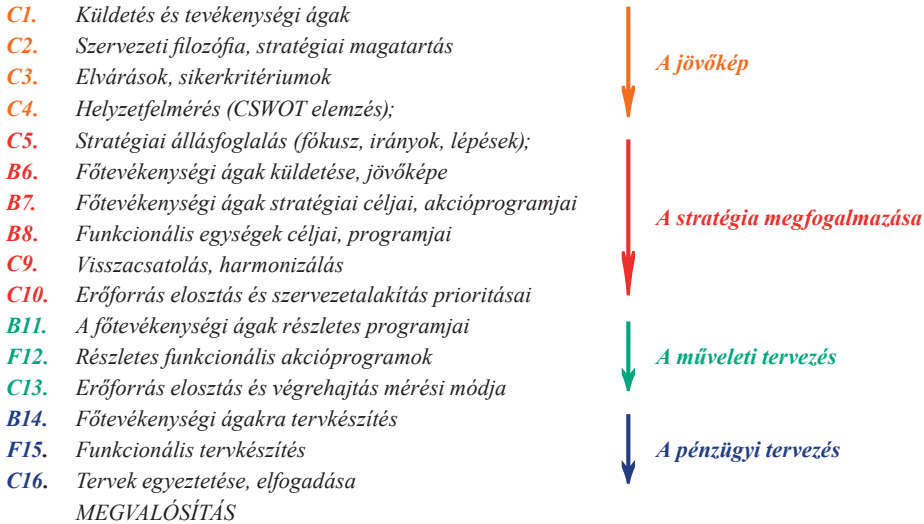 C1. Küldetés és tevékenységi ágak
C2. Szervezeti filozófia, stratégiai magatartás
C3. Elvárások, sikerkritériumok
A jövőkép
C4. Helyzetfelmérés (CSWOT elemzés);
C5. Stratégiai állásfoglalás (fókusz, irányok, lépések);
B6. Főtevékenységi ágak küldetése, jövőképe
B7. Főtevékenységi ágak stratégiai céljai, akcióprogramjai
A stratégia megfogalmazása
B8. Funkcionális egységek céljai, programjai
C9. Visszacsatolás, harmonizálás
C10. Erőforrás elosztás és szervezetalakítás prioritásai
B11. A főtevékenységi ágak részletes programjai
F12. Részletes funkcionális akcióprogramok
A műveleti tervezés
C13. Erőforrás elosztás és végrehajtás mérési módja
B14. Főtevékenységi ágakra tervkészítés
F15. Funkcionális tervkészítés
A pénzügyi tervezés
C16. Tervek egyeztetése, elfogadása
MEGVALÓSÍTÁS